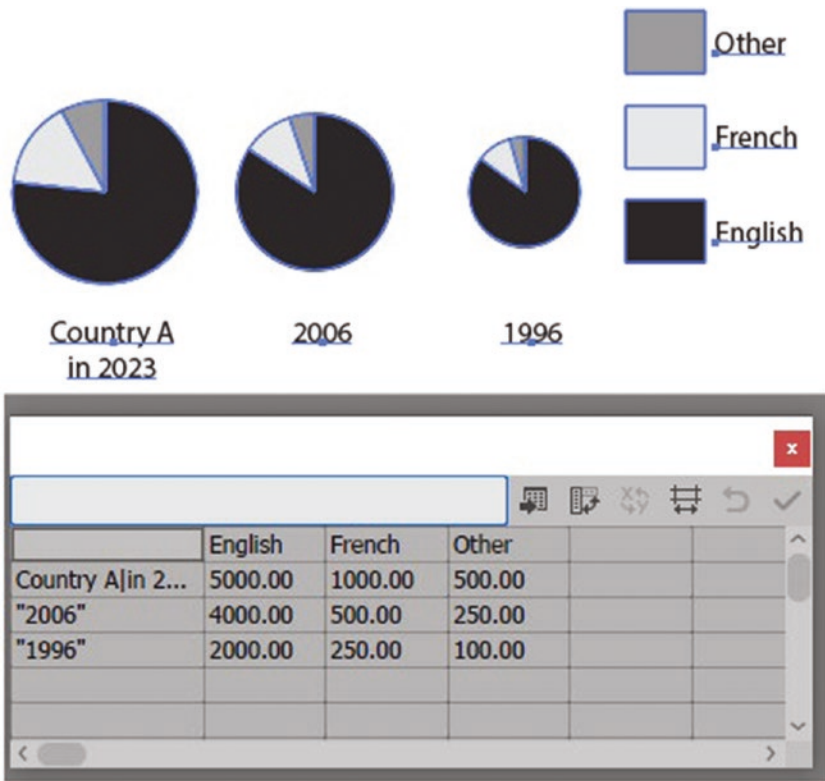 Other
French
English
Country A
in 2023
2006
1996
x
English French Other
Country A|in 2... 5000.00 1000.00 500.00
"2006" 4000.00 500.00 250.00
"1996" 2000.00 250.00 100.00